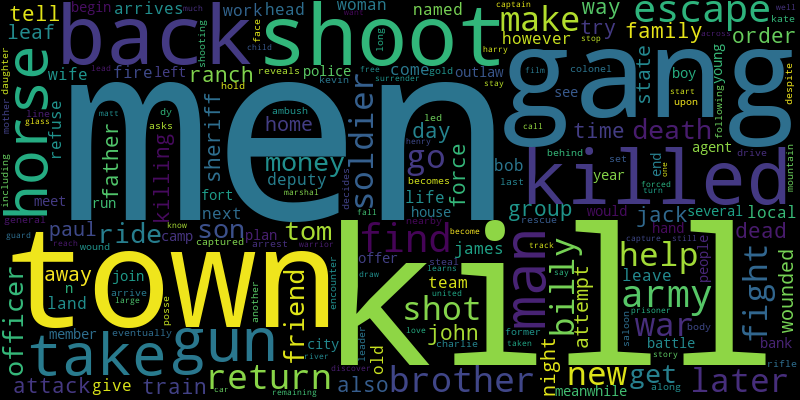 tell
begin
arrives
much
work
head
woman
named
captain
want
way
escape
well
leaf
back
shoot
make
try
family
order
kate
across
horse
wife
fire
left
ranch
face
shooting
child
police
hold
reveals
long
come
free
gold
outlaw
however
stop
harry
gang
film
colonel
see
state
boy
young
despite
daughter
mother
lead
kevin
surrender
stay
men
refuse
line
glass
matt
dy
asks
father
killing
sheriff
home
ambush
money
deputy
soldier
day
led
go
henry
force
call
time
death
start
upon
following
agent
drive
behind
killed
mountain
including
meet
run
fort
marshal
decides
life
becomes
house
bob
last
year
set
end
forced
turn
one
general
guard
paul
ride
son
next
tom
fall
nearby
group
rescue
would
jack
several
local
hand
dead
reach
wound
camp
captured
know
plan
arrest
warrior
find
become
james
man
track
billy
say
help
capture
still
people
fight
wounded
town
kill
officer
away
n
land
join
arrive
large
posse
another
friend
encounter
offer
draw
steal
learns
team
united
shot
john
attempt
former
taken
leave
army
prisoner
saloon
war
body
battle
story
bank
rifle
member
eventually
take
gun
city
river
car
remaining
leader
discover
old
love
charlie
night
new
meanwhile
get
along
later
attack
give
train
return
also
brother